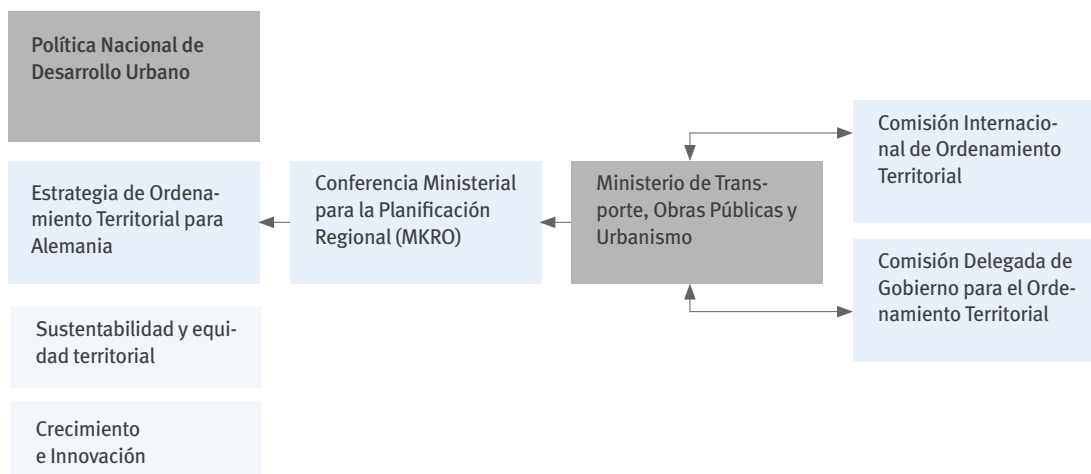 Política Nacional de
Desarrollo Urbano
Estrategia de Ordena-
miento Territorial para
Alemania
Sustentabilidad y equi-
dad territorial
Crecimiento
e Innovación
Conferencia Ministerial
para la Planificación
Regional (MKRO)
Ministerio de Trans-
porte, Obras Públicas y
Urbanismo
Comisión Internacio-
nal de Ordenamiento
Territorial
Comisión Delegada de
Gobierno para el Orde-
namiento Territorial